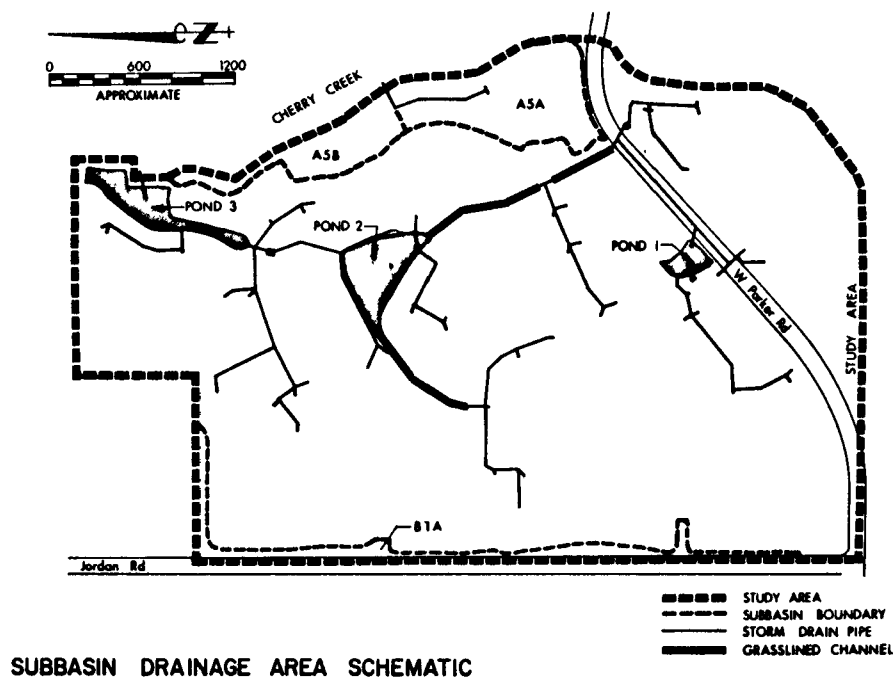 N
0 600 1200
APPROXIMATE
CHERRY CREEK
A5A
A5B
POND 3
POND 2
POND 1
W Parker Rd
STUDY AREA
B1A
Jordan Rd
STUDY AREA
SUBBASIN BOUNDARY
STORM DRAIN PIPE
GRASSLINED CHANNEL
SUBBASIN DRAINAGE AREA SCHEMATIC